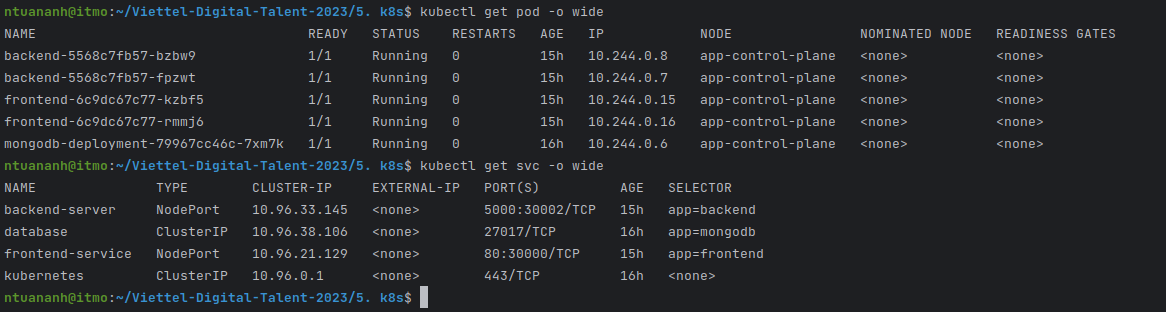 ntuananh@itmo:~/Viettel-Digital-Talent-2023/5. k8s$ kubectl get pod -o wide
NAME READY STATUS RESTARTS AGE IP NODE NOMINATED NODE READINESS GATES
backend-5568c7fb57-bzbw9 1/1 Running 0 15h 10.244.0.8 app-control-plane <none> <none>
backend-5568c7fb57-fpzwt 1/1 Running 0 15h 10.244.0.7 app-control-plane <none> <none>
frontend-6c9dc67c77-kzbf5 1/1 Running 0 15h 10.244.0.15 app-control-plane <none> <none>
frontend-6c9dc67c77-rmmj6 1/1 Running 0 15h 10.244.0.16 app-control-plane <none> <none>
mongodb-deployment-79967cc46c-7xm7k 1/1 Running 0 16h 10.244.0.6 app-control-plane <none> <none>
ntuananh@itmo:~/Viettel-Digital-Talent-2023/5. k8s$ kubectl get svc -o wide
NAME TYPE CLUSTER-IP EXTERNAL-IP PORT(S) AGE SELECTOR
backend-server NodePort 10.96.33.145 <none> 5000:30002/TCP 15h app=backend
database ClusterIP 10.96.38.106 <none> 27017/TCP 16h app=mongodb
frontend-service NodePort 10.96.21.129 <none> 80:30000/TCP 15h app=frontend
kubernetes ClusterIP 10.96.0.1 <none> 443/TCP 16h <none>
ntuananh@itmo:~/Viettel-Digital-Talent-2023/5. k8s$